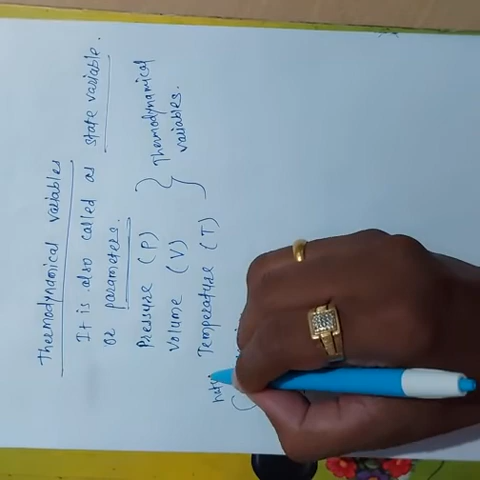 Thermodynamical variables
It is also called as state variable.
or parameters.
Pressure (P)
Volume (V)
Temperature (T)
} Thermodynamical
variables.